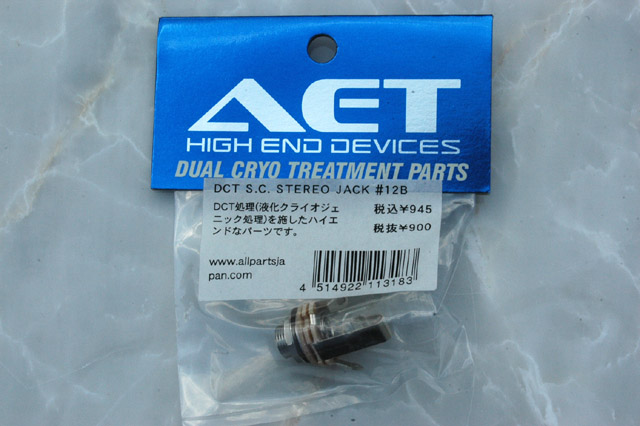 AET
HIGH END DEVICES
DUAL CRYO TREATMENT PARTS
DCT S.C. STEREO JACK #12B
DCT処理(液化クライオジェ
ニック処理)を施したハイエ
ンドなパーツです。
税込¥945
税抜¥900
www.allpartsja
pan.com
4 514922 113183